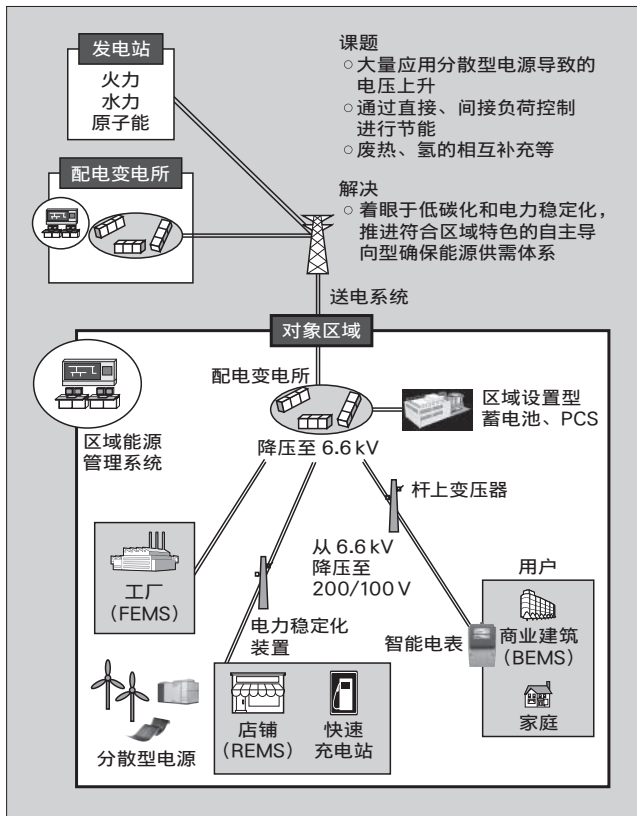 发电站
火力
水力
原子能
配电变电所
课题
○大量应用分散型电源导致的
电压上升
○通过直接、间接负荷控制
进行节能
○废热、氢的相互补充等
解决
○着眼于低碳化和电力稳定化，
推进符合区域特色的自主导
向型确保能源供需体系
送电系统
对象区域
配电变电所
区域能源
管理系统
区域设置型
蓄电池、PCS
降压至 6.6 kV
杆上变压器
从 6.6 kV
降压至
200/100 V
工厂
（FEMS）
电力稳定化
装置
用户
智能电表
商业建筑
（BEMS）
家庭
分散型电源
店铺
（REMS）
快速
充电站